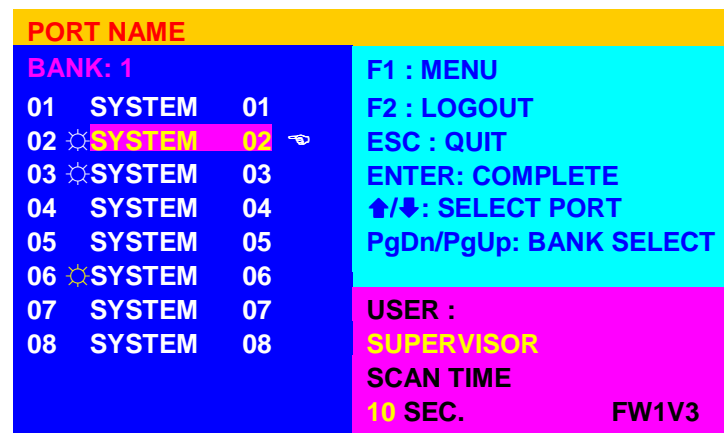 PORT NAME
BANK: 1
01 SYSTEM 01
02 ☼SYSTEM 02 ☜
03 ☼SYSTEM 03
04 SYSTEM 04
05 SYSTEM 05
06 ☼SYSTEM 06
07 SYSTEM 07
08 SYSTEM 08
F1 : MENU
F2 : LOGOUT
ESC : QUIT
ENTER: COMPLETE
⬆/⬇: SELECT PORT
PgDn/PgUp: BANK SELECT
USER :
SUPERVISOR
SCAN TIME
10 SEC. FW1V3